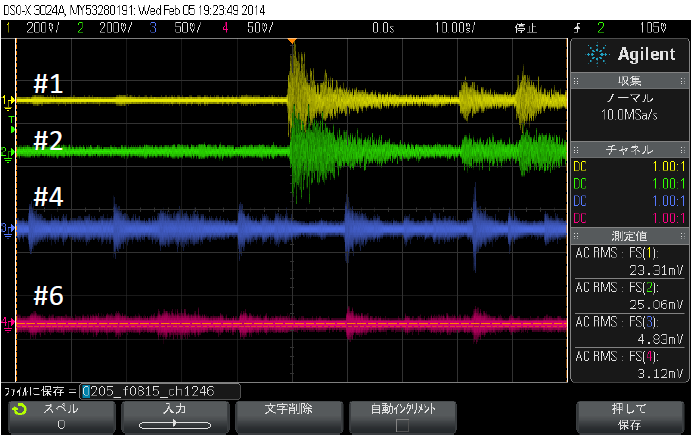 DSO-X 3024A, MY53280191: Wed Feb 05 19:23:49 2014
1 200mV/ 2 200mV/ 3 50mV/ 4 50mV/ 0.0s 10.00s/ 停止 2 105mV
Agilent
収集
ノーマル
10.0MSa/s
チャネル
DC 1.00:1
DC 1.00:1
DC 1.00:1
DC 1.00:1
測定値
AC RMS : FS(1):
23.31mV
AC RMS : FS(2):
25.06mV
AC RMS : FS(3):
4.83mV
AC RMS : FS(4):
3.12mV
#1
#2
#4
#6
1
T
2
3
4
ファイルに保存 = 0205_f0815_ch1246
スペル
0
入力
文字削除
自動インクリメント
押して
保存